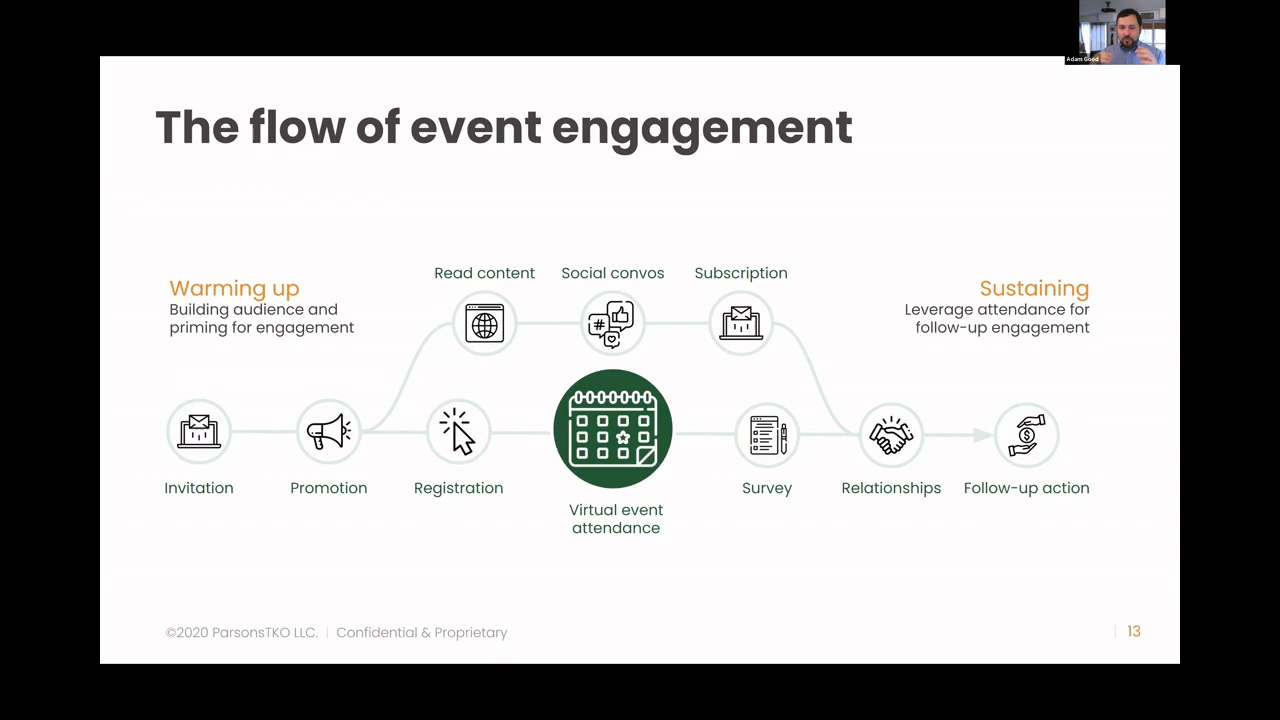 Adam Good
The flow of event engagement
Warming up
Building audience and
priming for engagement
Read content
Social convos
Subscription
Sustaining
Leverage attendance for
follow-up engagement
#
$
Invitation
Promotion
Registration
Virtual event
attendance
Survey
Relationships
Follow-up action
©2020 ParsonsTKO LLC. | Confidential & Proprietary
| 13